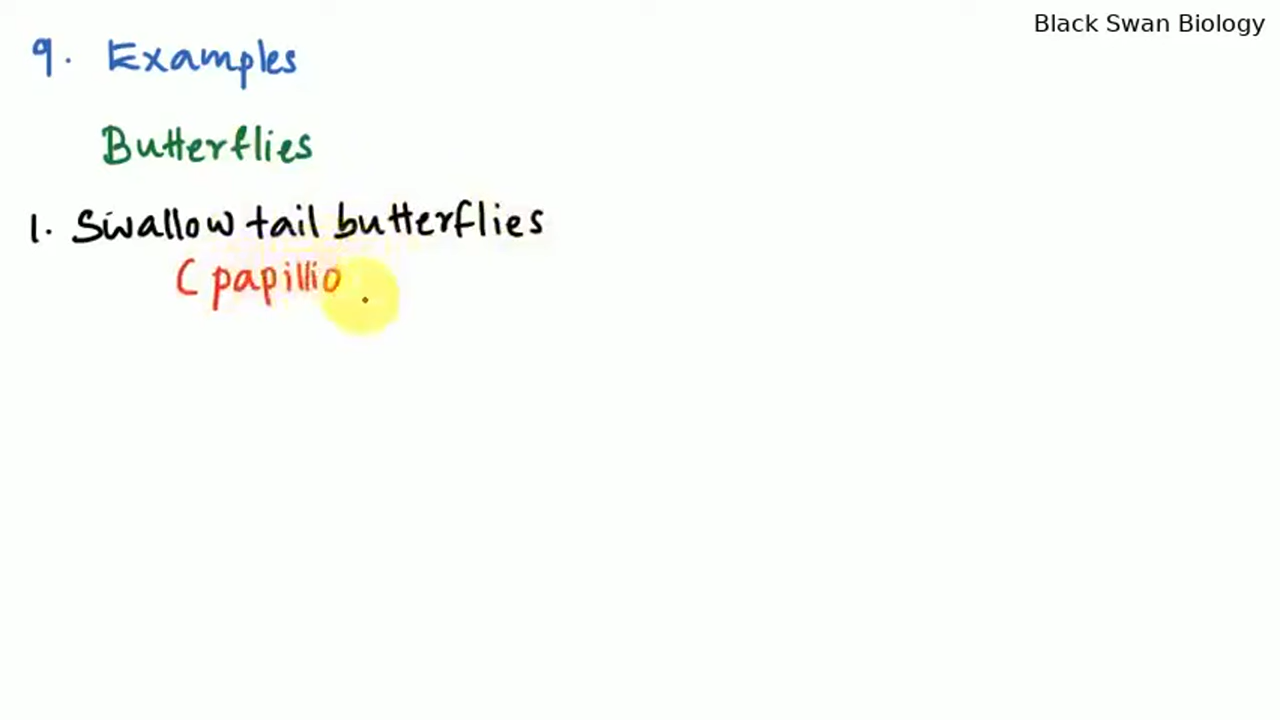 Black Swan Biology
9. Examples
Butterflies
1. Swallow tail butterflies
( papillio